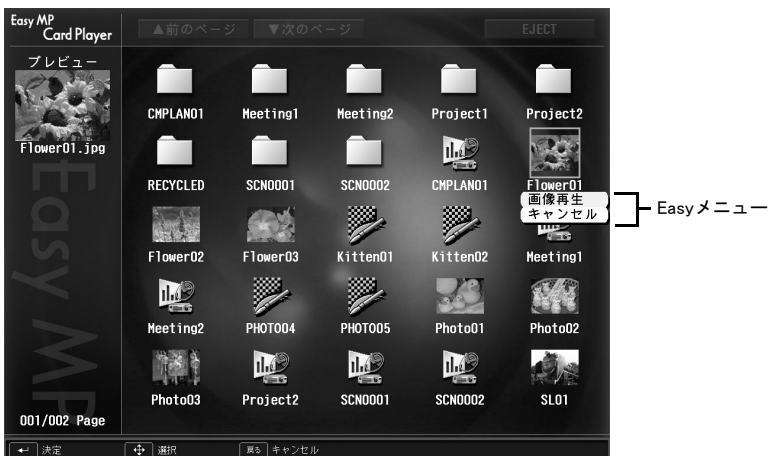 Easy MP
Card Player
▲前のページ
▼次のページ
EJECT
プレビュー
Flower01.jpg
CMPLAN01
Meeting1
Meeting2
Project1
Project2
RECYCLED
SCN0001
SCN0002
CMPLAN01
Flower01
画像再生
キャンセル
Easyメニュー
Flower02
Flower03
Kitten01
Kitten02
Meeting1
Meeting2
PHOTO04
PHOTO05
Photo01
Photo02
Photo03
Project2
SCN0001
SCN0002
SL01
Easy MP
001/002 Page
決定
選択
戻る キャンセル